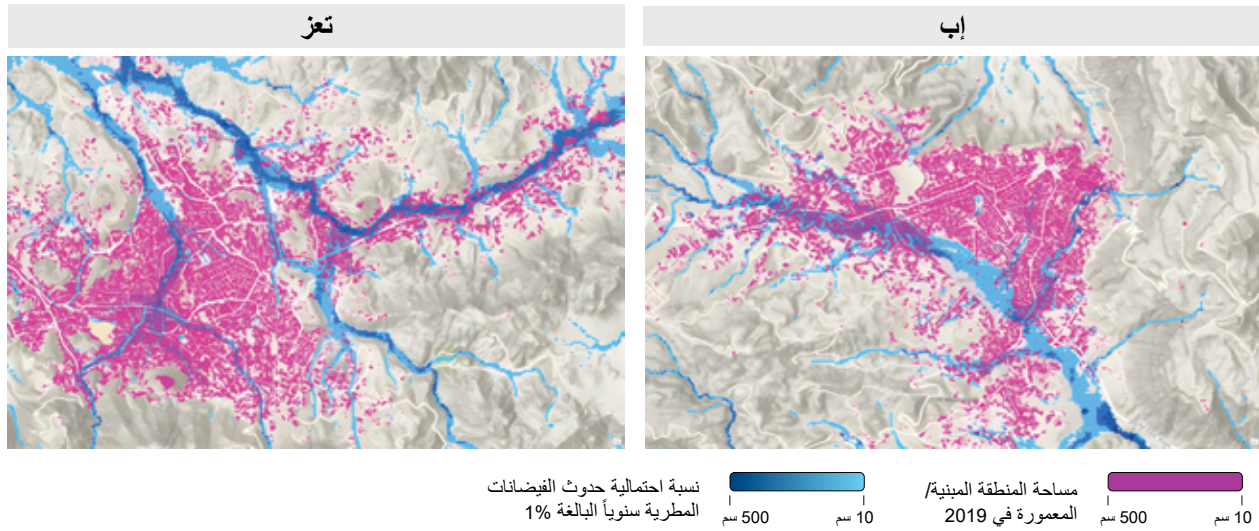 إب
تعز
مساحة المنطقة المبنية/
المعمورة في 2019
10 سم
500 سم
نسبة احتمالية حدوث الفيضانات
المطرية سنوياً البالغة 1%
10 سم
500 سم